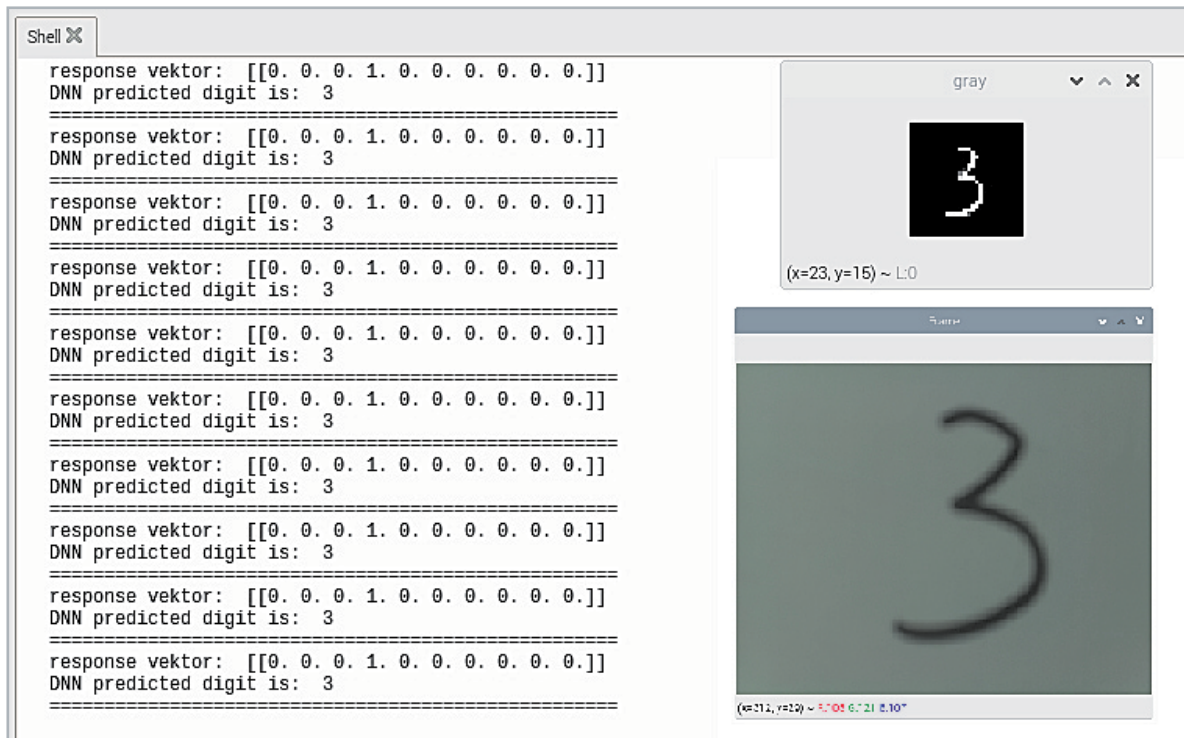 Shell
response vektor:  [[0. 0. 0. 1. 0. 0. 0. 0. 0. 0.]]
DNN predicted digit is:  3
==================================================
response vektor:  [[0. 0. 0. 1. 0. 0. 0. 0. 0. 0.]]
DNN predicted digit is:  3
==================================================
response vektor:  [[0. 0. 0. 1. 0. 0. 0. 0. 0. 0.]]
DNN predicted digit is:  3
==================================================
response vektor:  [[0. 0. 0. 1. 0. 0. 0. 0. 0. 0.]]
DNN predicted digit is:  3
==================================================
response vektor:  [[0. 0. 0. 1. 0. 0. 0. 0. 0. 0.]]
DNN predicted digit is:  3
==================================================
response vektor:  [[0. 0. 0. 1. 0. 0. 0. 0. 0. 0.]]
DNN predicted digit is:  3
==================================================
response vektor:  [[0. 0. 0. 1. 0. 0. 0. 0. 0. 0.]]
DNN predicted digit is:  3
==================================================
response vektor:  [[0. 0. 0. 1. 0. 0. 0. 0. 0. 0.]]
DNN predicted digit is:  3
==================================================
response vektor:  [[0. 0. 0. 1. 0. 0. 0. 0. 0. 0.]]
DNN predicted digit is:  3
==================================================
response vektor:  [[0. 0. 0. 1. 0. 0. 0. 0. 0. 0.]]
DNN predicted digit is:  3
==================================================
gray
3
(x=23, y=15) ~ L:0
Frame
3